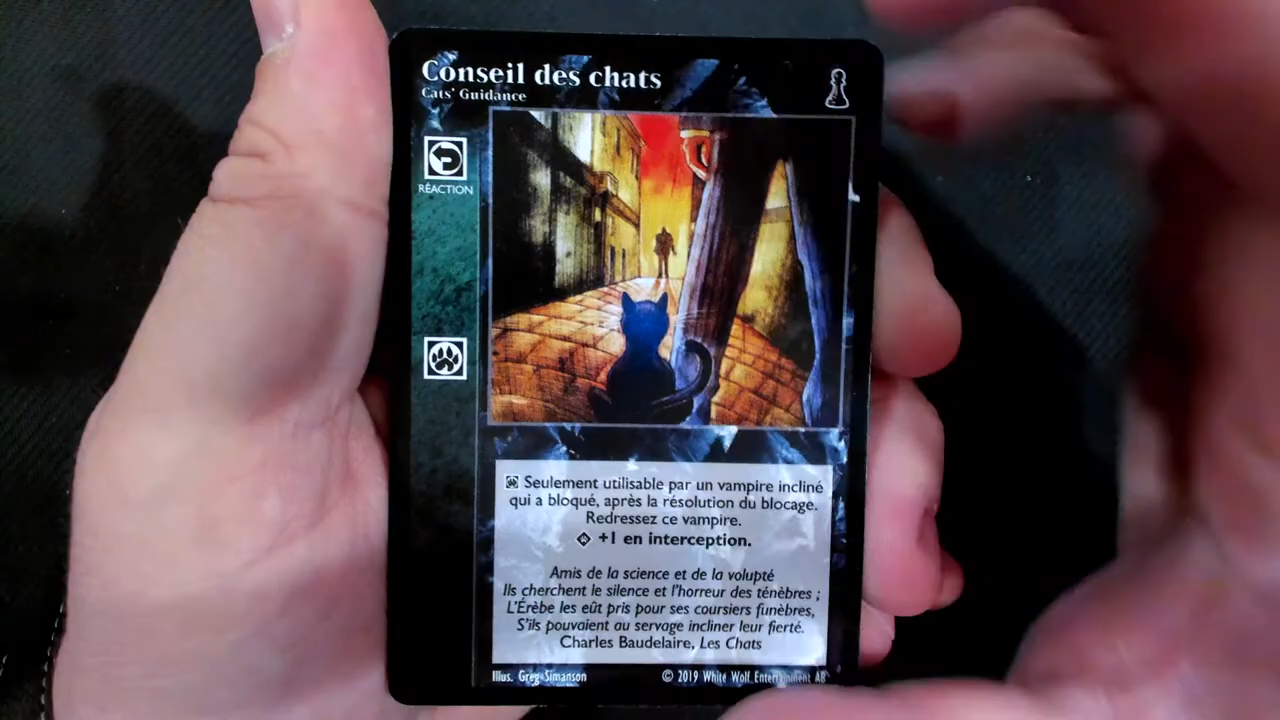 Conseil des chats
Cats' Guidance
RÉACTION
Seulement utilisable par un vampire incliné
qui a bloqué, après la résolution du blocage.
Redressez ce vampire.
+1 en interception.
Amis de la science et de la volupté
Ils cherchent le silence et l'horreur des ténèbres ;
L'Érèbe les eût pris pour ses coursiers funèbres,
S'ils pouvaient au servage incliner leur fierté.
Charles Baudelaire, Les Chats
Illus. Greg Simanson
© 2019 White Wolf Entertainment AB